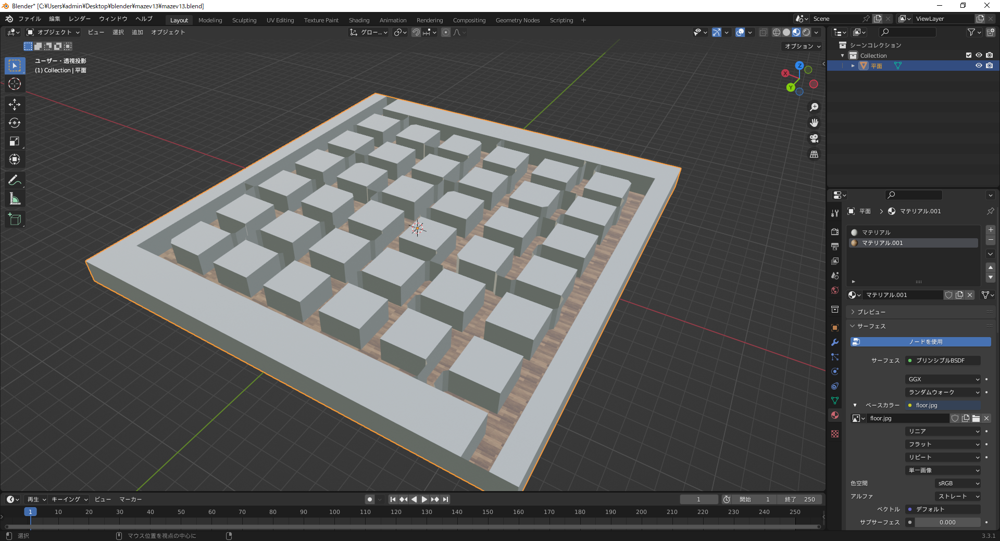 Blender* [C:¥Users¥admin¥Desktop¥blender¥mazev13¥mazev13.blend]
ファイル 編集 レンダー ウィンドウ ヘルプ Layout Modeling Sculpting UV Editing Texture Paint Shading Animation Rendering Compositing Geometry Nodes Scripting + Scene ViewLayer
オブジェクト ビュー 選択 追加 オブジェクト グロー...
オプション
ユーザー・透視投影
(1) Collection | 平面
Z
X
Y
シーンコレクション
Collection
平面
平面 マテリアル.001
マテリアル
マテリアル.001
マテリアル.001
プレビュー
サーフェス
ノードを使用
サーフェス プリンシプルBSDF
GGX
ランダムウォーク
ベースカラー floor.jpg
floor.jpg
リニア
フラット
リピート
単一画像
色空間 sRGB
アルファ ストレート
ベクトル デフォルト
サブサーフェス 0.000
再生 キーイング ビュー マーカー 1 開始 1 終了 250
1 10 20 30 40 50 60 70 80 90 100 110 120 130 140 150 160 170 180 190 200 210 220 230 240 250
選択 マウス位置を視点の中心に 3.3.1